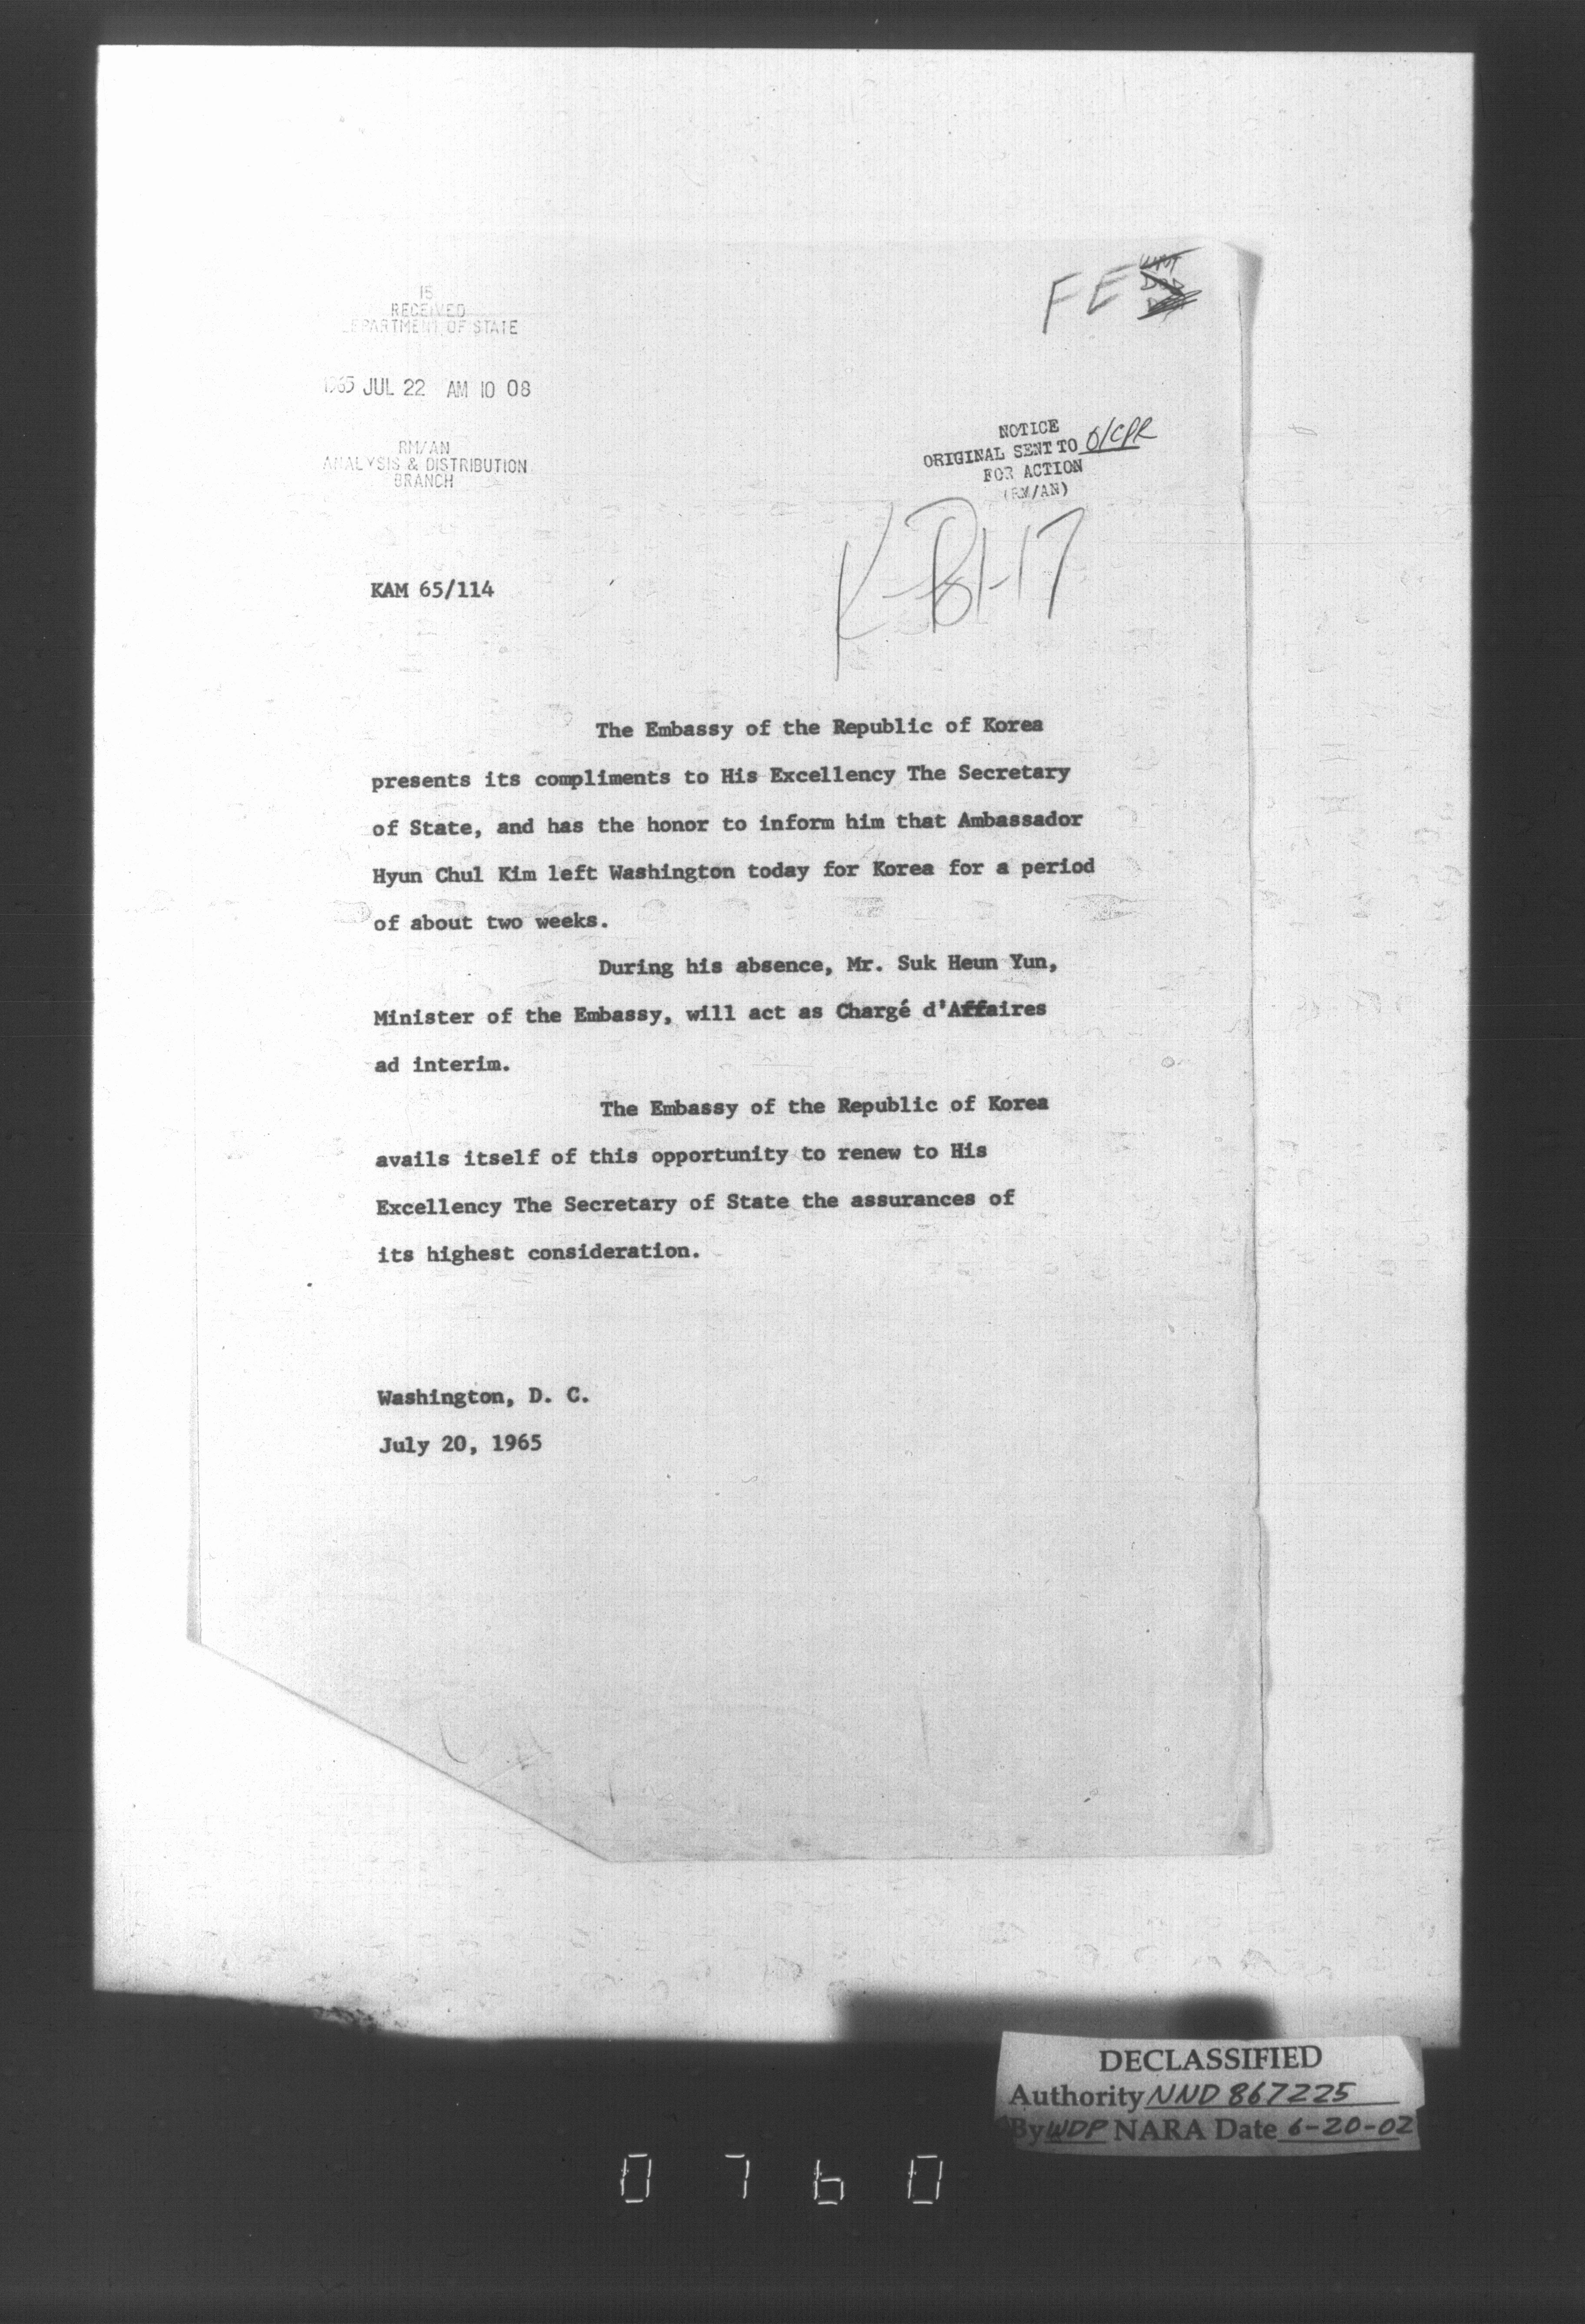 FE
15
RECEIVED
DEPARTMENT OF STATE
1965 JUL 22 AM 10 08
RM/AN
ANALYSIS & DISTRIBUTION
BRANCH
NOTICE
ORIGINAL SENT TO O/CPR
FOR ACTION
(RM/AN)
KAM 65/114
The Embassy of the Republic of Korea
presents its compliments to His Excellency The Secretary
of State, and has the honor to inform him that Ambassador
Hyun Chul Kim left Washington today for Korea for a period
of about two weeks.
During his absence, Mr. Suk Heun Yun,
Minister of the Embassy, will act as Chargé d'Affaires
ad interim.
The Embassy of the Republic of Korea
avails itself of this opportunity to renew to His
Excellency The Secretary of State the assurances of
its highest consideration.
Washington, D. C.
July 20, 1965
DECLASSIFIED
Authority NND 867225
By WDP NARA Date 6-20-02
0760